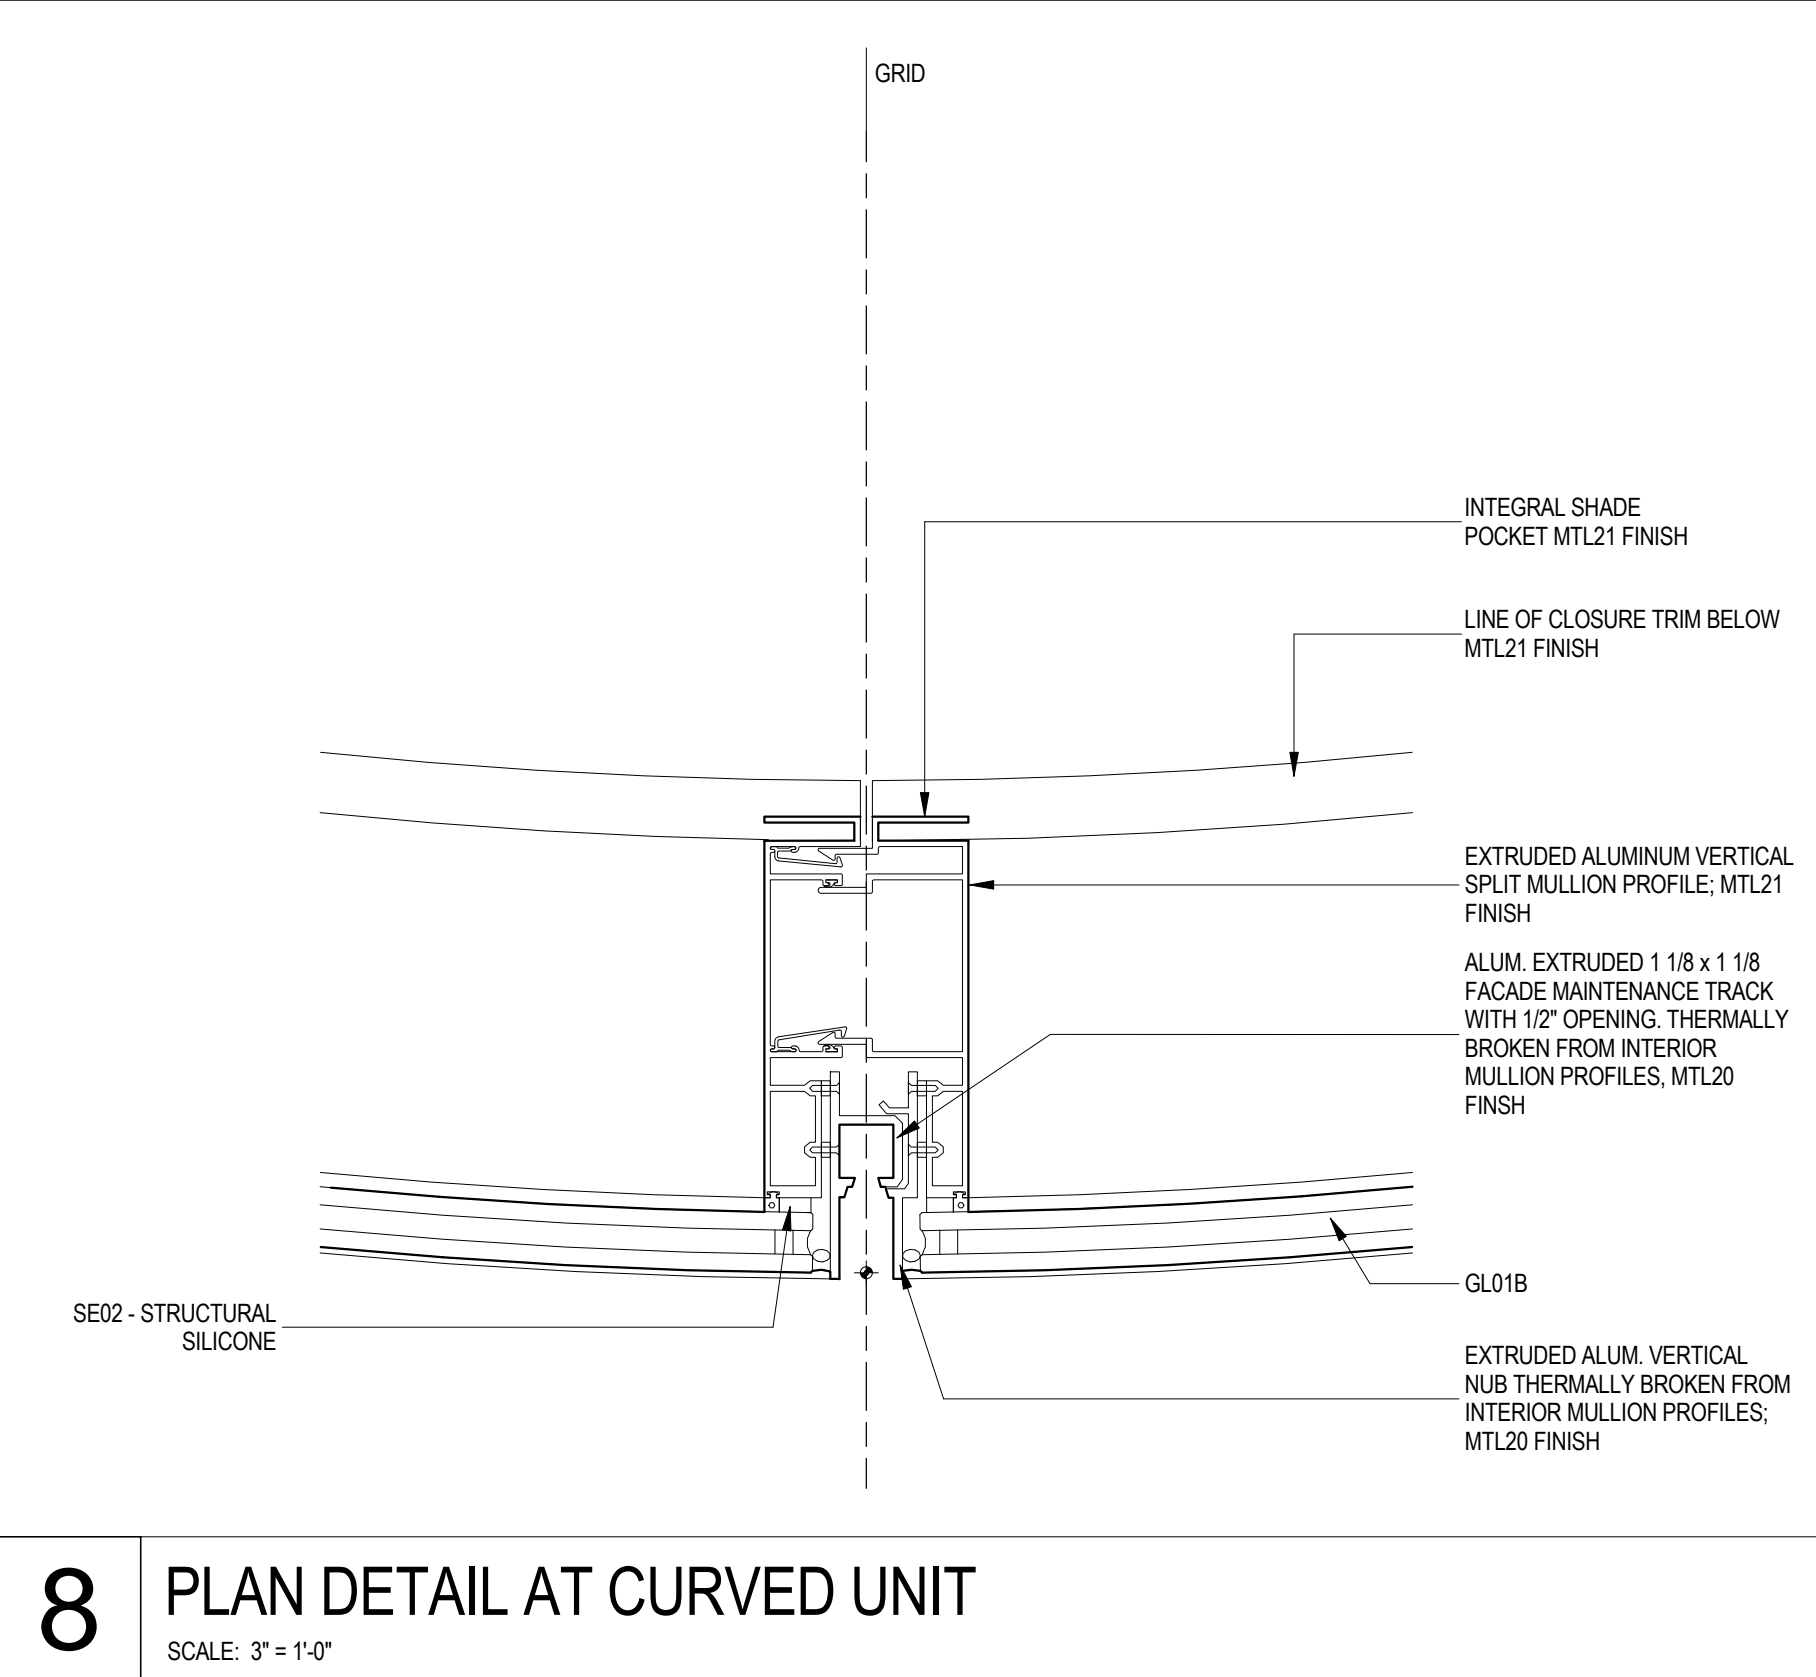 GRID
INTEGRAL SHADE
POCKET MTL21 FINISH
LINE OF CLOSURE TRIM BELOW
MTL21 FINISH
EXTRUDED ALUMINUM VERTICAL
SPLIT MULLION PROFILE; MTL21
FINISH
ALUM. EXTRUDED 1 1/8 x 1 1/8
FACADE MAINTENANCE TRACK
WITH 1/2" OPENING. THERMALLY
BROKEN FROM INTERIOR
MULLION PROFILES, MTL20
FINSH
GL01B
SE02 - STRUCTURAL
SILICONE
EXTRUDED ALUM. VERTICAL
NUB THERMALLY BROKEN FROM
INTERIOR MULLION PROFILES;
MTL20 FINISH
8
PLAN DETAIL AT CURVED UNIT
SCALE: 3" = 1'-0"